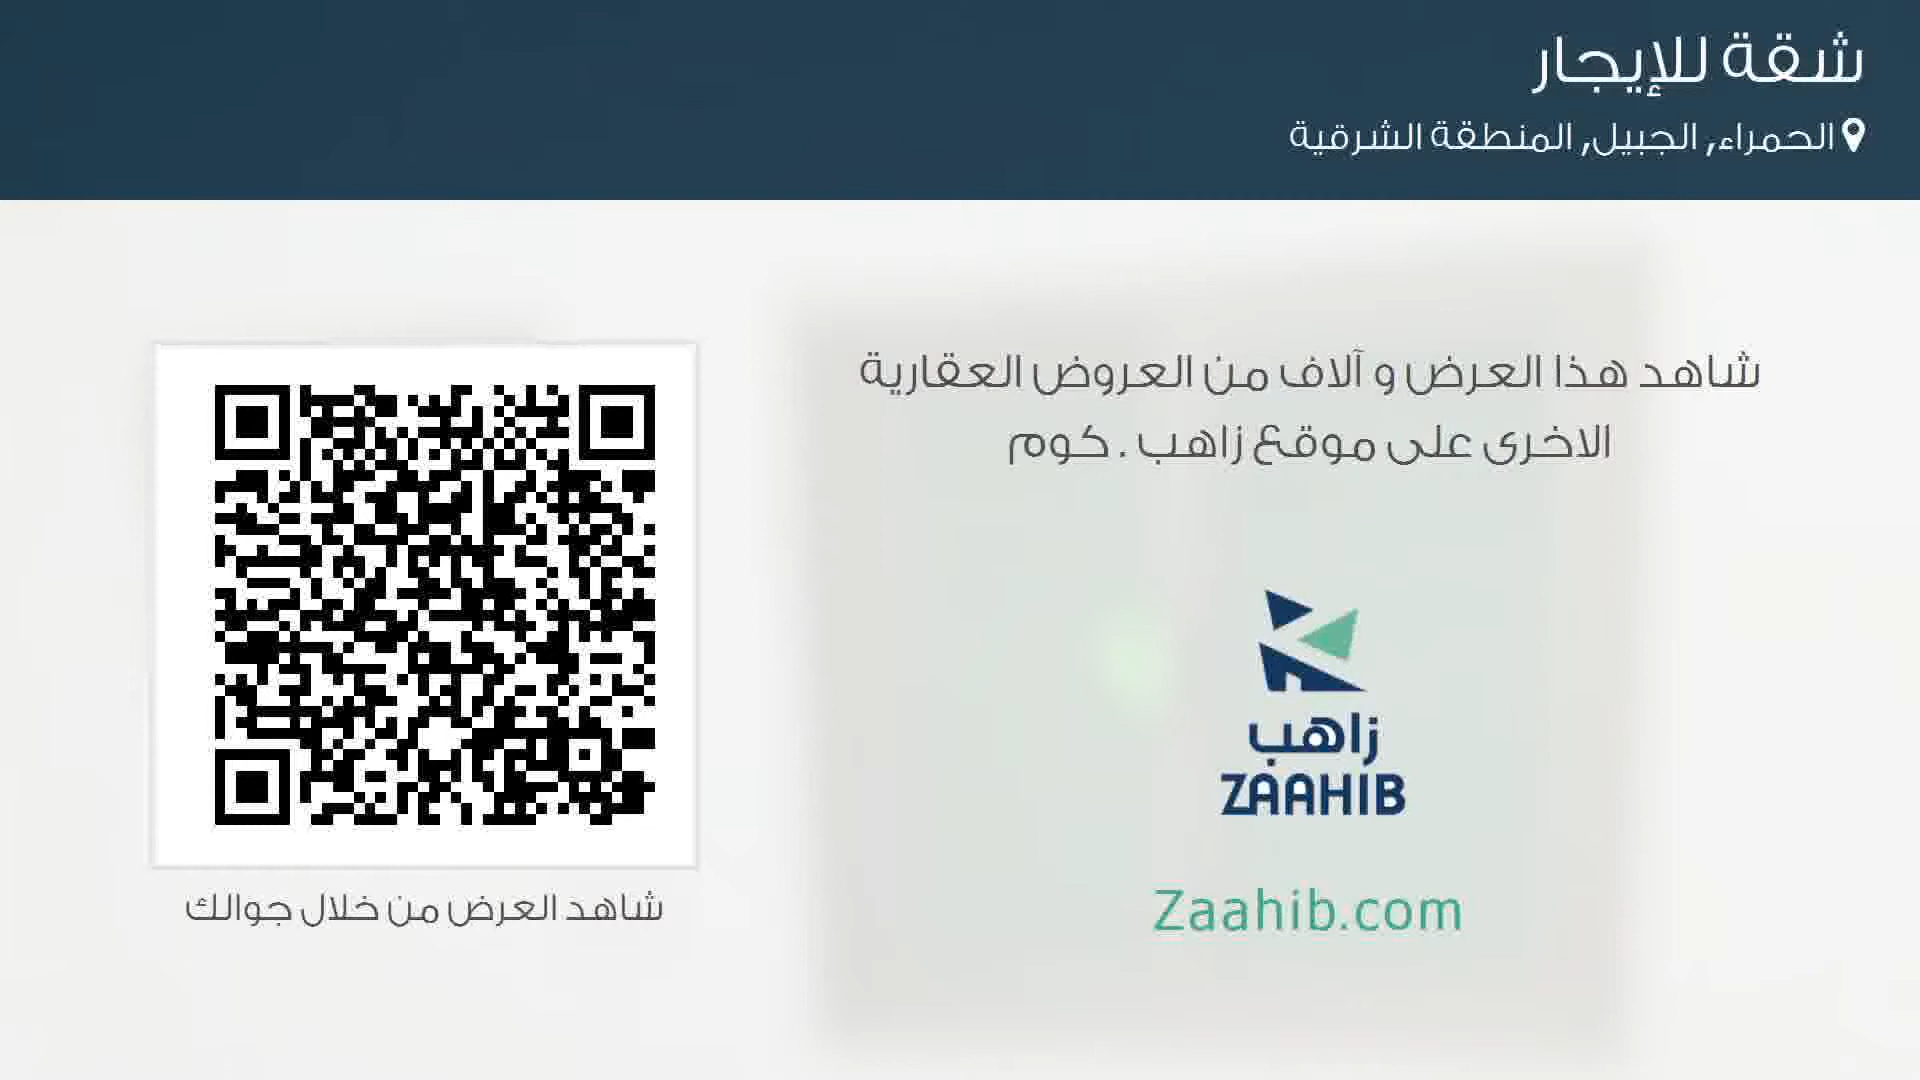 شقة للإيجار
الحمراء, الجبيل, المنطقة الشرقية
شاهد هذا العرض و آلاف من العروض العقارية
الاخرى على موقع زاهب . كوم
زاهب
ZAAHIB
Zaahib.com
شاهد العرض من خلال جوالك